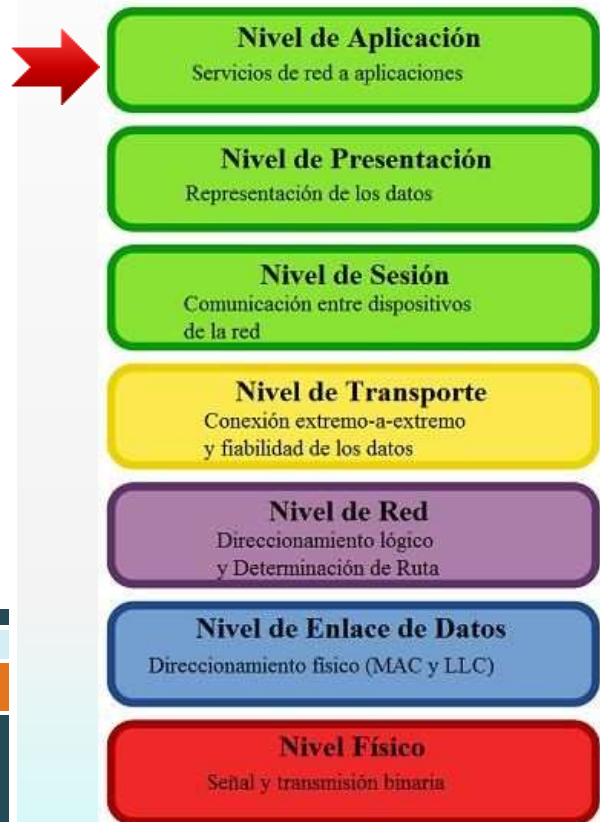 Nivel de Aplicación
Servicios de red a aplicaciones
Nivel de Presentación
Representación de los datos
Nivel de Sesión
Comunicación entre dispositivos
de la red
Nivel de Transporte
Conexión extremo-a-extremo
y fiabilidad de los datos
Nivel de Red
Direccionamiento lógico
y Determinación de Ruta
Nivel de Enlace de Datos
Direccionamiento físico (MAC y LLC)
Nivel Físico
Señal y transmisión binaria